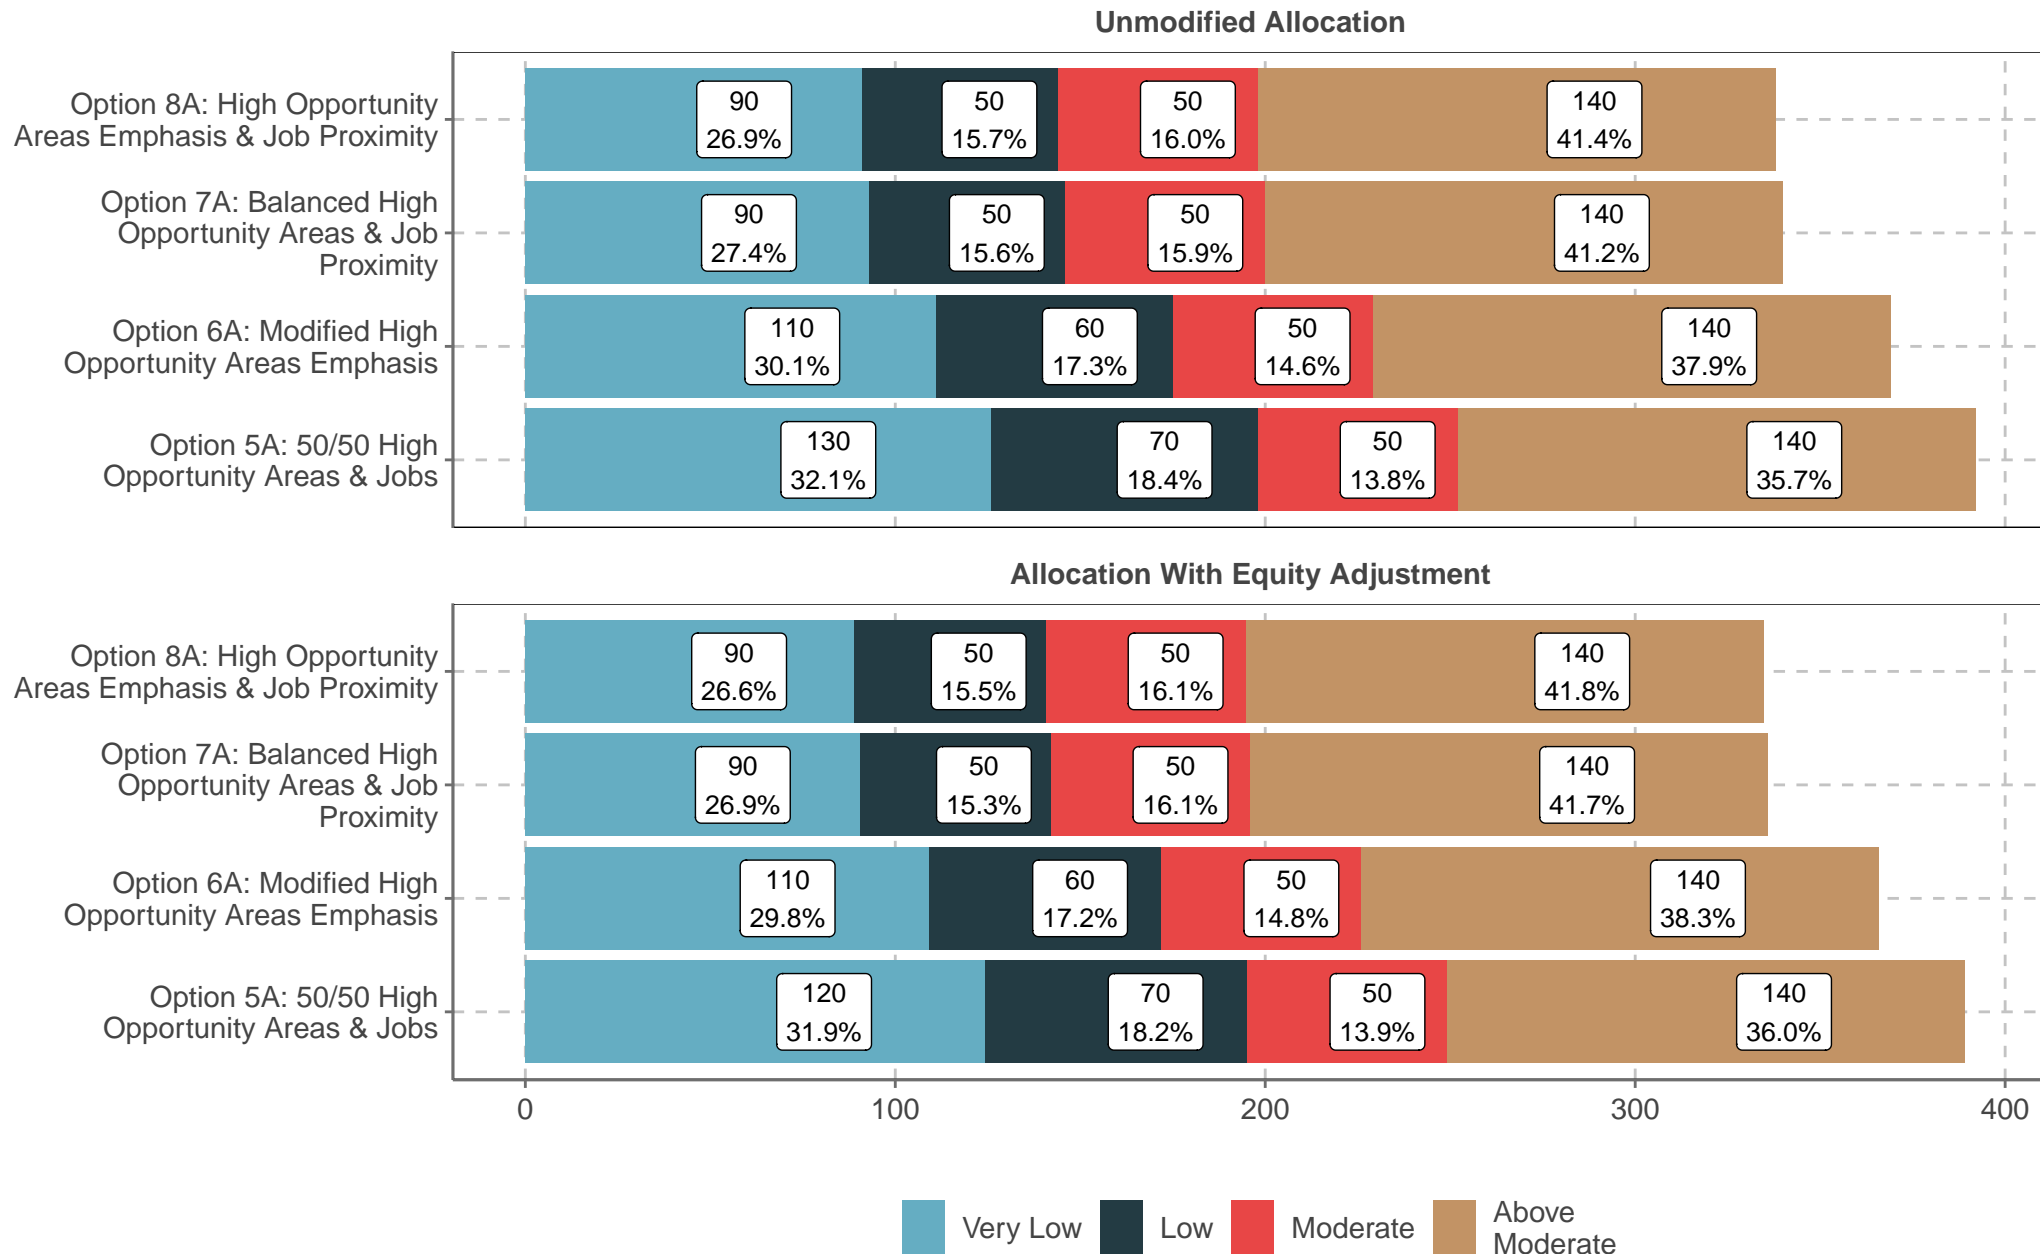 Unmodified Allocation
Option 8A: High Opportunity
Areas Emphasis & Job Proximity
90
26.9%
50
15.7%
50
16.0%
140
41.4%
Option 7A: Balanced High
Opportunity Areas & Job
Proximity
90
27.4%
50
15.6%
50
15.9%
140
41.2%
Option 6A: Modified High
Opportunity Areas Emphasis
110
30.1%
60
17.3%
50
14.6%
140
37.9%
Option 5A: 50/50 High
Opportunity Areas & Jobs
130
32.1%
70
18.4%
50
13.8%
140
35.7%
Allocation With Equity Adjustment
Option 8A: High Opportunity
Areas Emphasis & Job Proximity
90
26.6%
50
15.5%
50
16.1%
140
41.8%
Option 7A: Balanced High
Opportunity Areas & Job
Proximity
90
26.9%
50
15.3%
50
16.1%
140
41.7%
Option 6A: Modified High
Opportunity Areas Emphasis
110
29.8%
60
17.2%
50
14.8%
140
38.3%
Option 5A: 50/50 High
Opportunity Areas & Jobs
120
31.9%
70
18.2%
50
13.9%
140
36.0%
0 100 200 300 400
Very Low
Low
Moderate
Above
Moderate